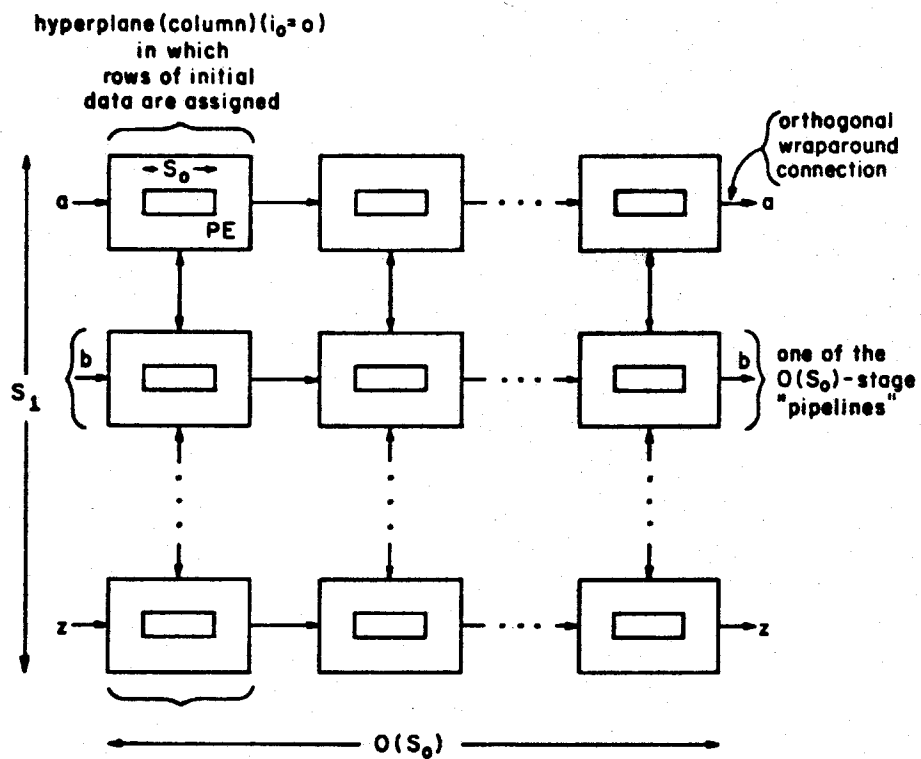 hyperplane (column) (i₀=0)
in which
rows of initial
data are assigned
orthogonal
wraparound
connection
S₀
a
PE
a
S₁
b
b
one of the
O(S₀)-stage
"pipelines"
z
z
O(S₀)